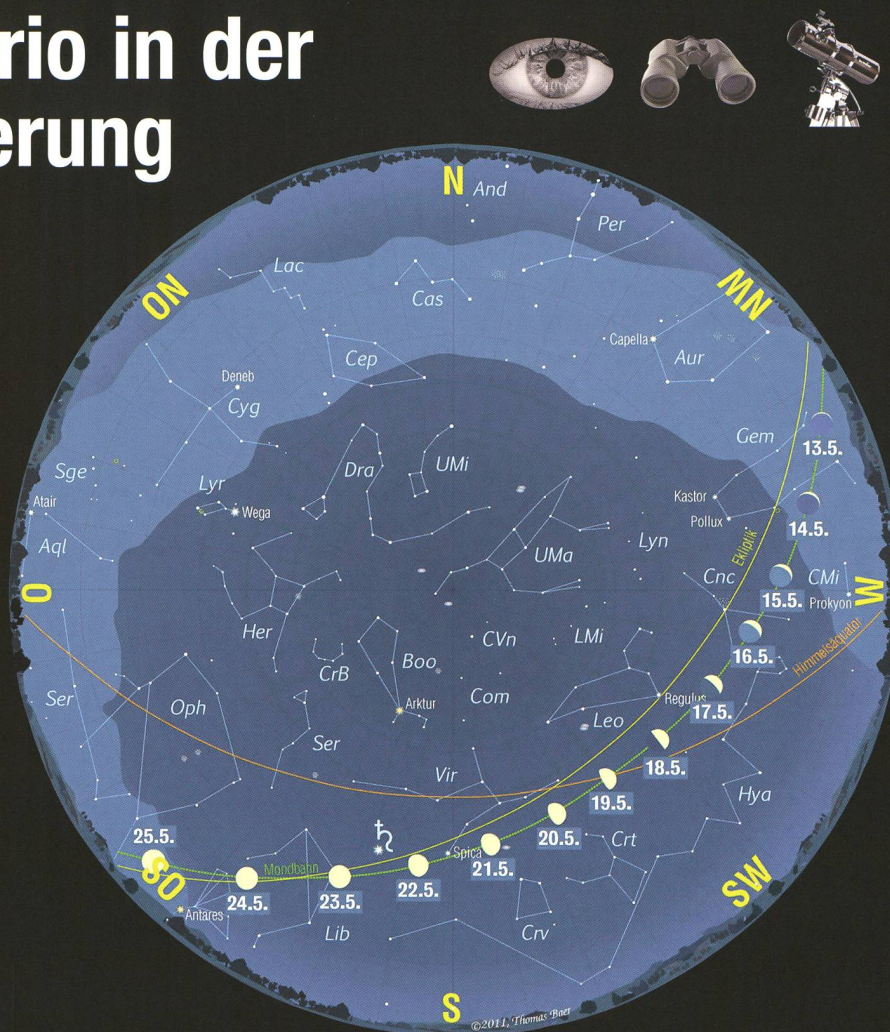 rio in der
erung
N
And
Per
Lac
NO
NW
Cas
Capella
Aur
Cep
Deneb
Cyg
Gem
13.5.
Dra
UMi
Sge
Lyr
Kastor
Atair
Wega
Pollux
14.5.
Aql
UMa
Lyn
Ekliptik
Cnc
CMi
O
15.5.
Prokyon
W
Her
CVn
LMi
16.5.
Himmelsäquator
CrB
Boo
Ser
Com
Regulus
Oph
Arktur
17.5.
Leo
Ser
18.5.
Vir
19.5.
Hya
20.5.
25.5.
Crt
Spica
21.5.
SO
Mondbahn
22.5.
SW
24.5.
23.5.
Antares
Lib
Crv
S
©2011, Thomas Baer